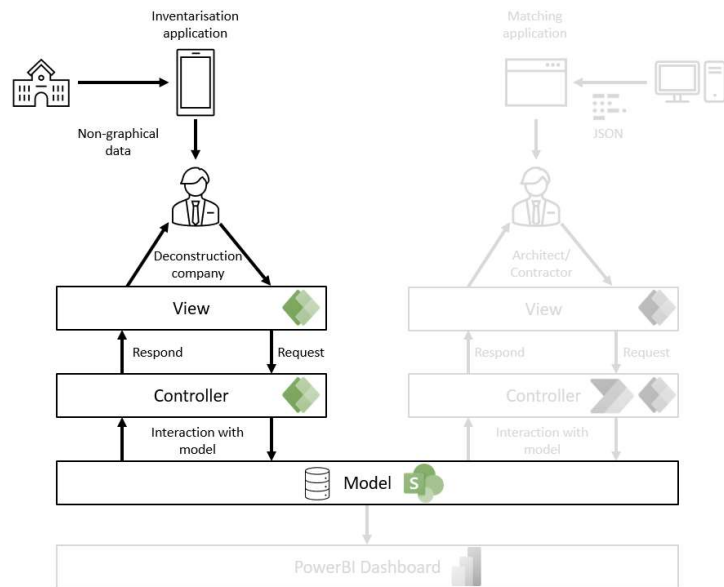 Inventarisation
application
Matching
application
Non-graphical
data
JSON
Deconstruction
company
Architect/
Contractor
View
View
Respond
Request
Respond
Request
Controller
Controller
Interaction with
model
Interaction with
model
Model
S
PowerBI Dashboard